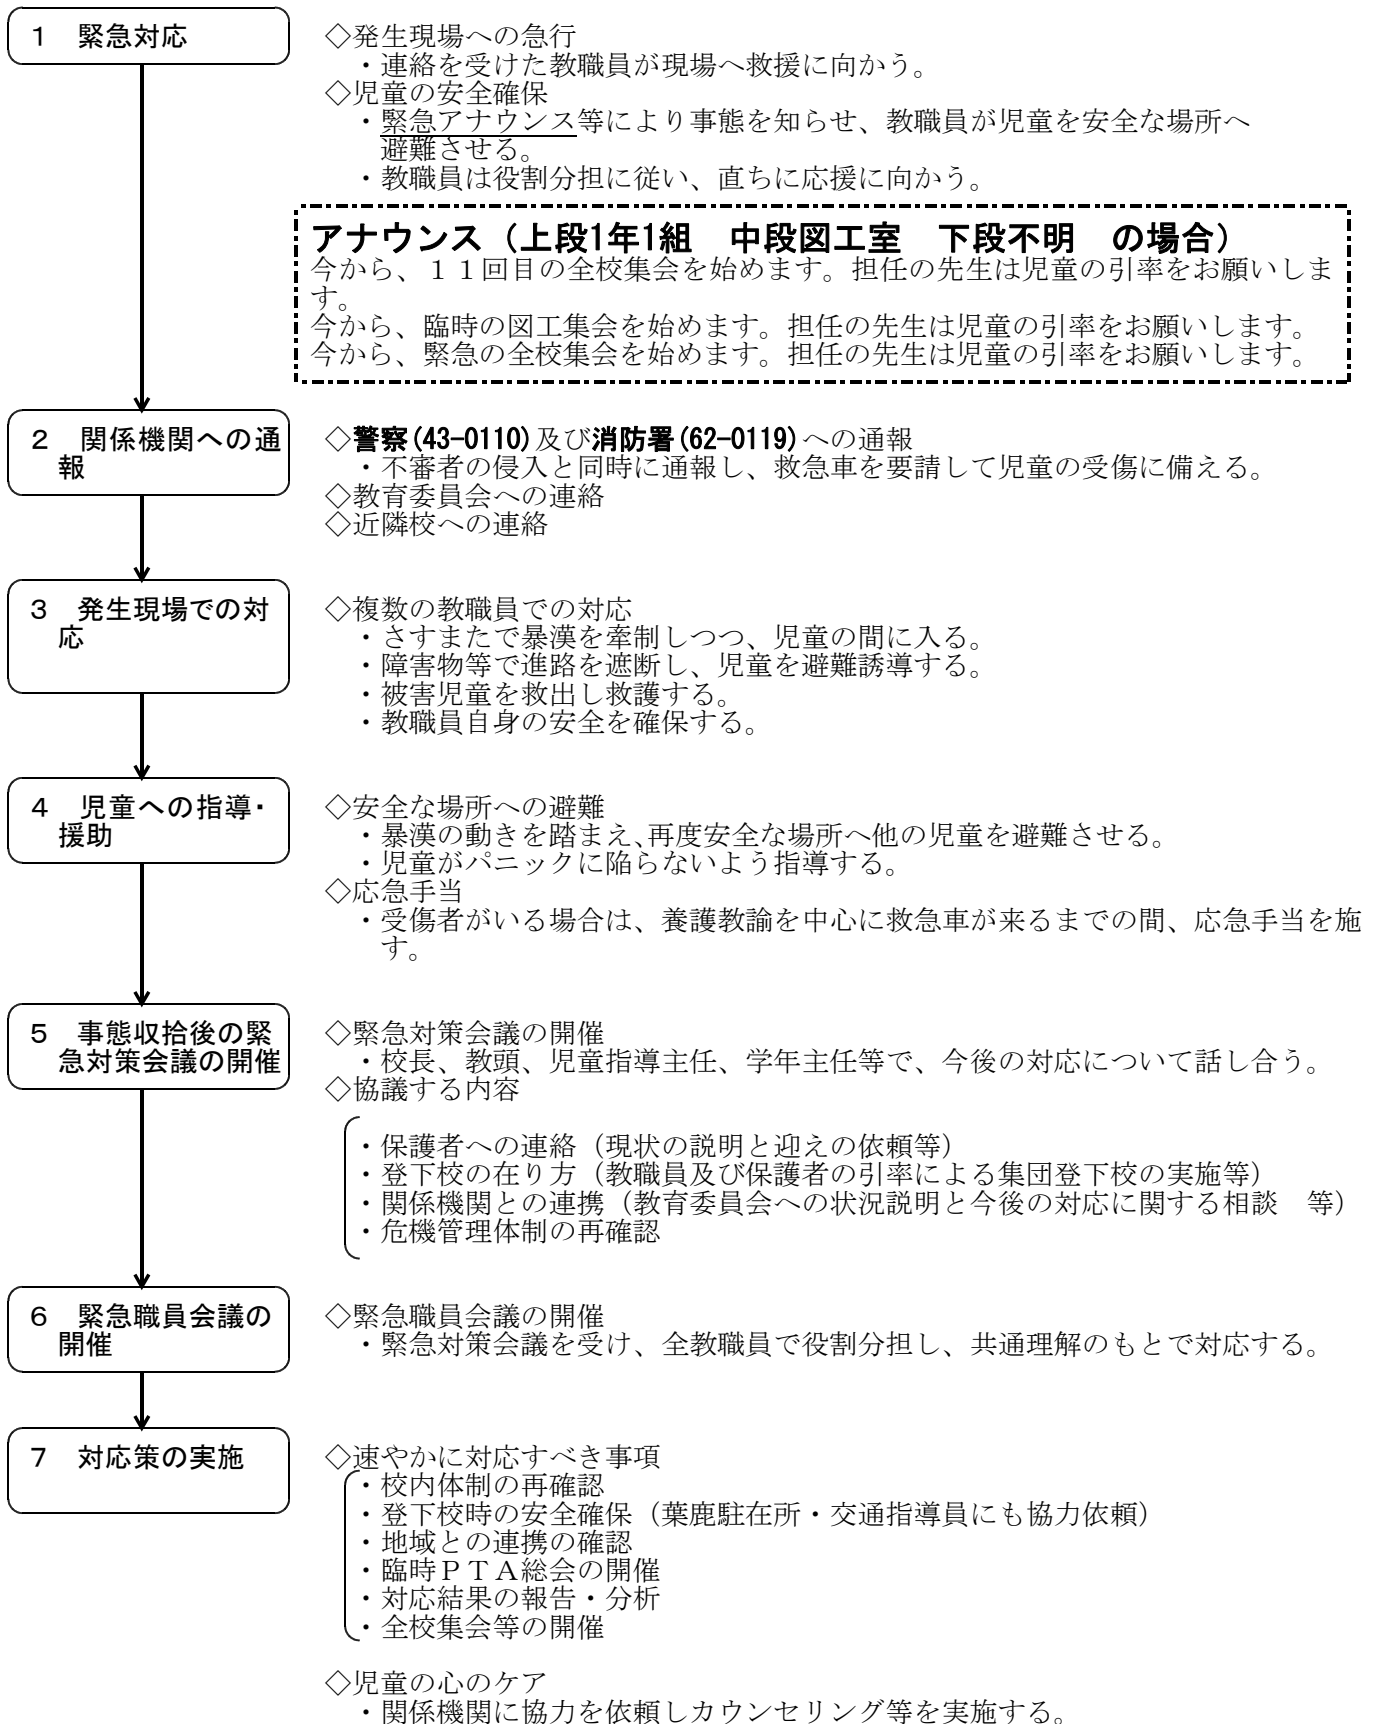 １　緊急対応
◇発生現場への急行
・連絡を受けた教職員が現場へ救援に向かう。
◇児童の安全確保
・緊急アナウンス等により事態を知らせ、教職員が児童を安全な場所へ
避難させる。
・教職員は役割分担に従い、直ちに応援に向かう。
アナウンス（上段1年1組　中段図工室　下段不明　の場合）
今から、１１回目の全校集会を始めます。担任の先生は児童の引率をお願いしま
す。
今から、臨時の図工集会を始めます。担任の先生は児童の引率をお願いします。
今から、緊急の全校集会を始めます。担任の先生は児童の引率をお願いします。
２　関係機関への通
報
◇警察(43-0110)及び消防署(62-0119)への通報
・不審者の侵入と同時に通報し、救急車を要請して児童の受傷に備える。
◇教育委員会への連絡
◇近隣校への連絡
３　発生現場での対
応
◇複数の教職員での対応
・さすまたで暴漢を牽制しつつ、児童の間に入る。
・障害物等で進路を遮断し、児童を避難誘導する。
・被害児童を救出し救護する。
・教職員自身の安全を確保する。
４　児童への指導・
援助
◇安全な場所への避難
・暴漢の動きを踏まえ、再度安全な場所へ他の児童を避難させる。
・児童がパニックに陥らないよう指導する。
◇応急手当
・受傷者がいる場合は、養護教諭を中心に救急車が来るまでの間、応急手当を施
す。
５　事態収拾後の緊
急対策会議の開催
◇緊急対策会議の開催
・校長、教頭、児童指導主任、学年主任等で、今後の対応について話し合う。
◇協議する内容
・保護者への連絡（現状の説明と迎えの依頼等）
・登下校の在り方（教職員及び保護者の引率による集団登下校の実施等）
・関係機関との連携（教育委員会への状況説明と今後の対応に関する相談　等）
・危機管理体制の再確認
６　緊急職員会議の
開催
◇緊急職員会議の開催
・緊急対策会議を受け、全教職員で役割分担し、共通理解のもとで対応する。
７　対応策の実施
◇速やかに対応すべき事項
・校内体制の再確認
・登下校時の安全確保（葉鹿駐在所・交通指導員にも協力依頼）
・地域との連携の確認
・臨時ＰＴＡ総会の開催
・対応結果の報告・分析
・全校集会等の開催
◇児童の心のケア
・関係機関に協力を依頼しカウンセリング等を実施する。